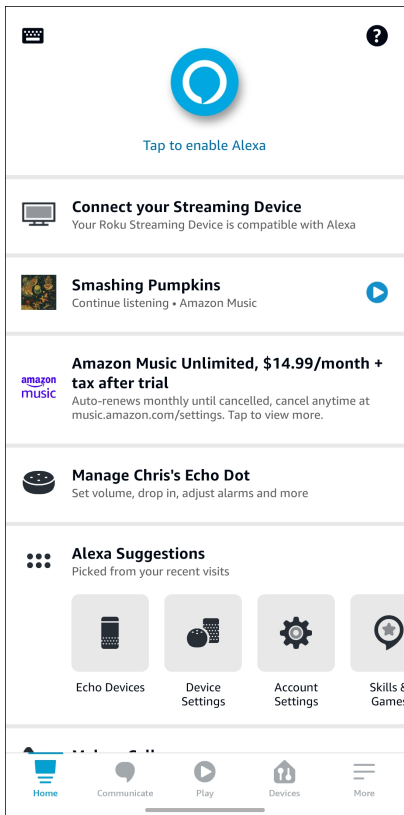 Tap to enable Alexa
Connect your Streaming Device
Your Roku Streaming Device is compatible with Alexa
Smashing Pumpkins
Continue listening • Amazon Music
amazon
music
Amazon Music Unlimited, $14.99/month +
tax after trial
Auto-renews monthly until cancelled, cancel anytime at
music.amazon.com/settings. Tap to view more.
Manage Chris's Echo Dot
Set volume, drop in, adjust alarms and more
Alexa Suggestions
Picked from your recent visits
Echo Devices
Device
Settings
Account
Settings
Skills &
Games
Home
Communicate
Play
Devices
More